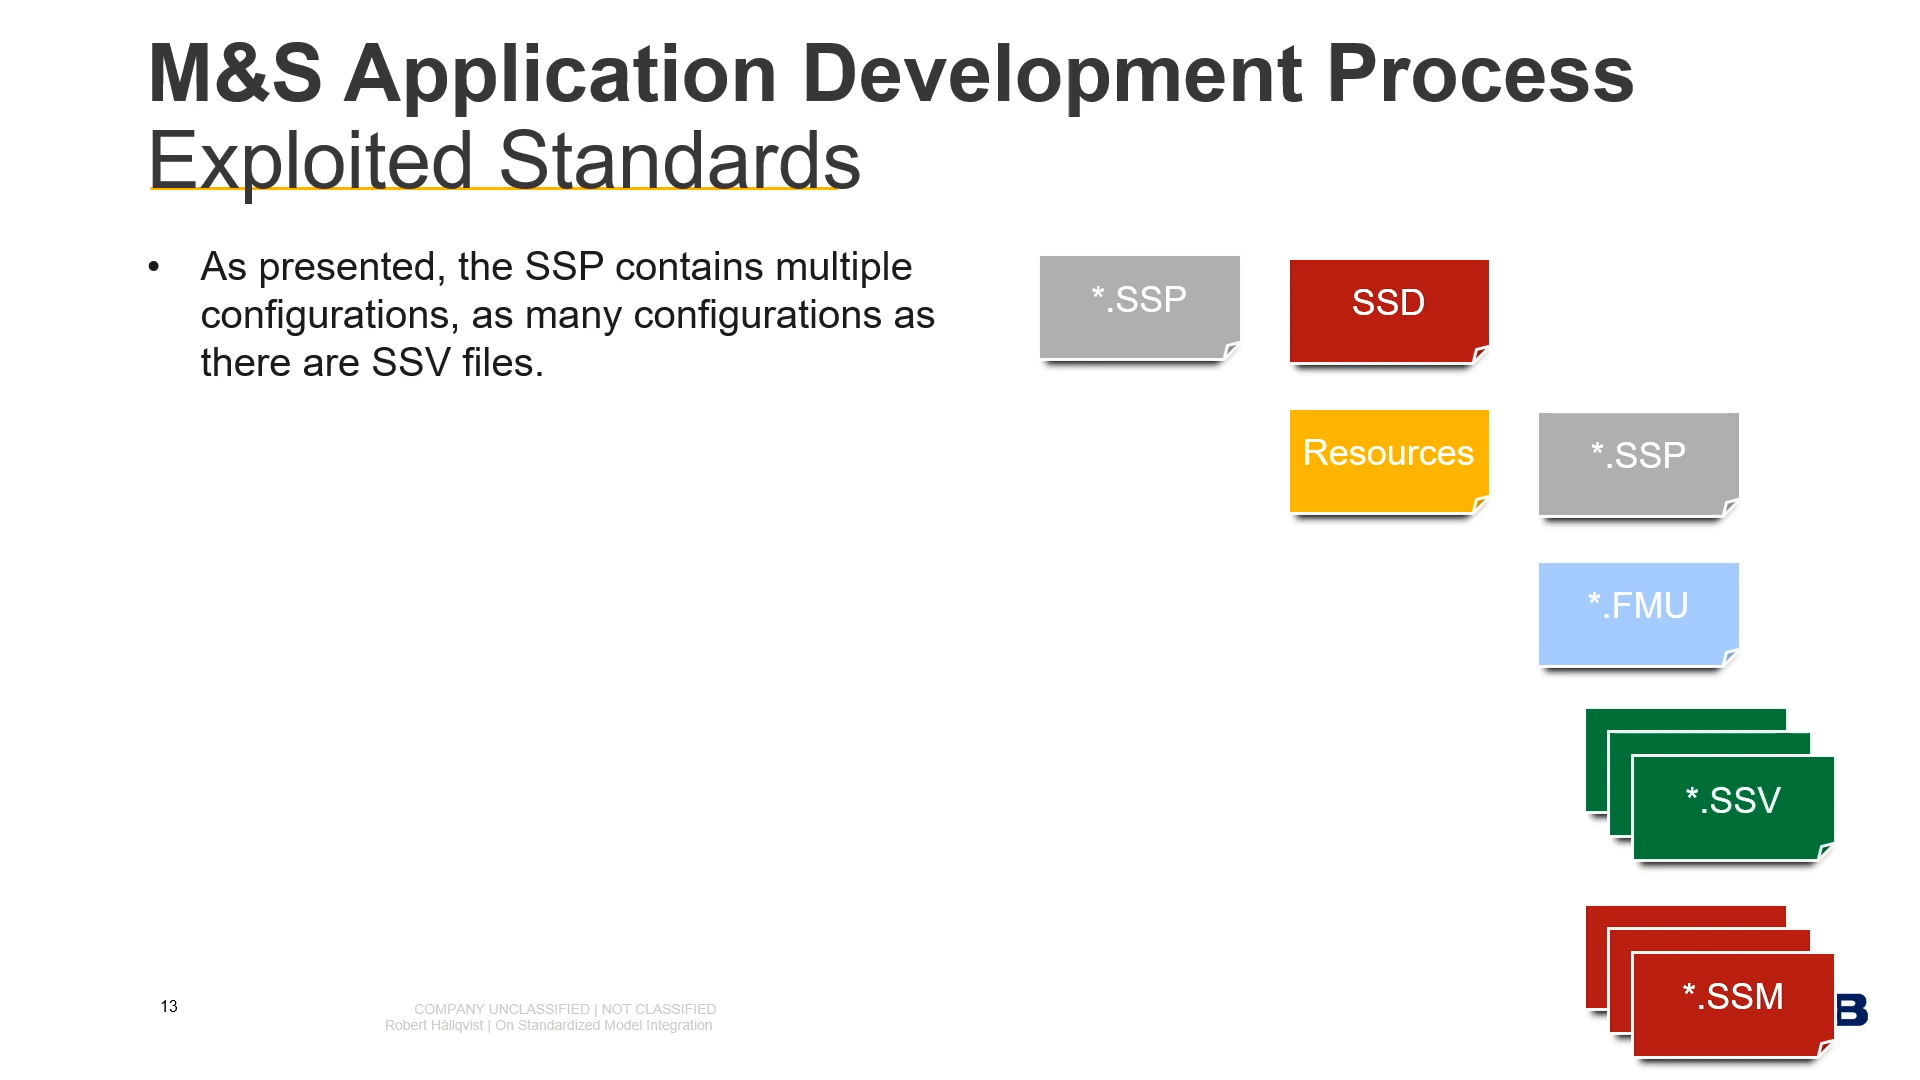 M&S Application Development Process
Exploited Standards
• As presented, the SSP contains multiple
configurations, as many configurations as
there are SSV files.
*.SSP
SSD
Resources
*.SSP
*.FMU
*.SSV
*.SSM
B
13
COMPANY UNCLASSIFIED | NOT CLASSIFIED
Robert Hällqvist | On Standardized Model Integration